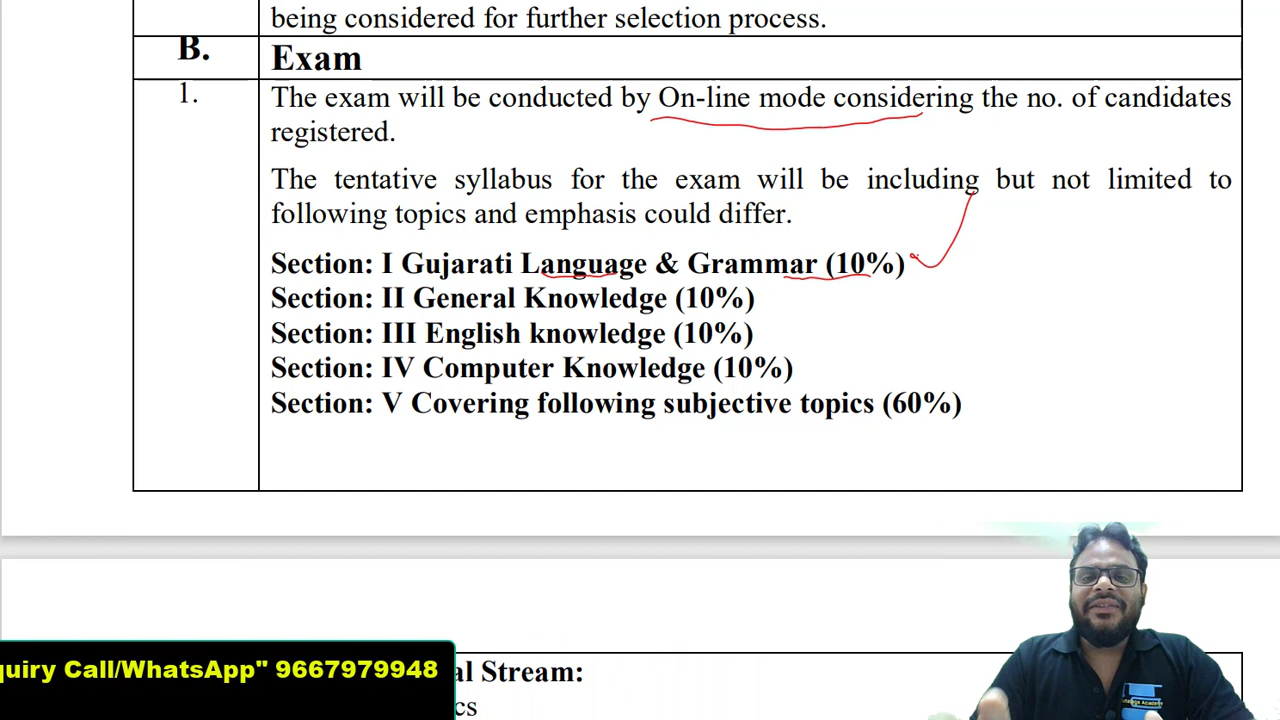 being considered for further selection process.
B. Exam
1. The exam will be conducted by On-line mode considering the no. of candidates
registered.
The tentative syllabus for the exam will be including but not limited to
following topics and emphasis could differ.
Section: I Gujarati Language & Grammar (10%)
Section: II General Knowledge (10%)
Section: III English knowledge (10%)
Section: IV Computer Knowledge (10%)
Section: V Covering following subjective topics (60%)
quiry Call/WhatsApp" 9667979948
al Stream:
cs